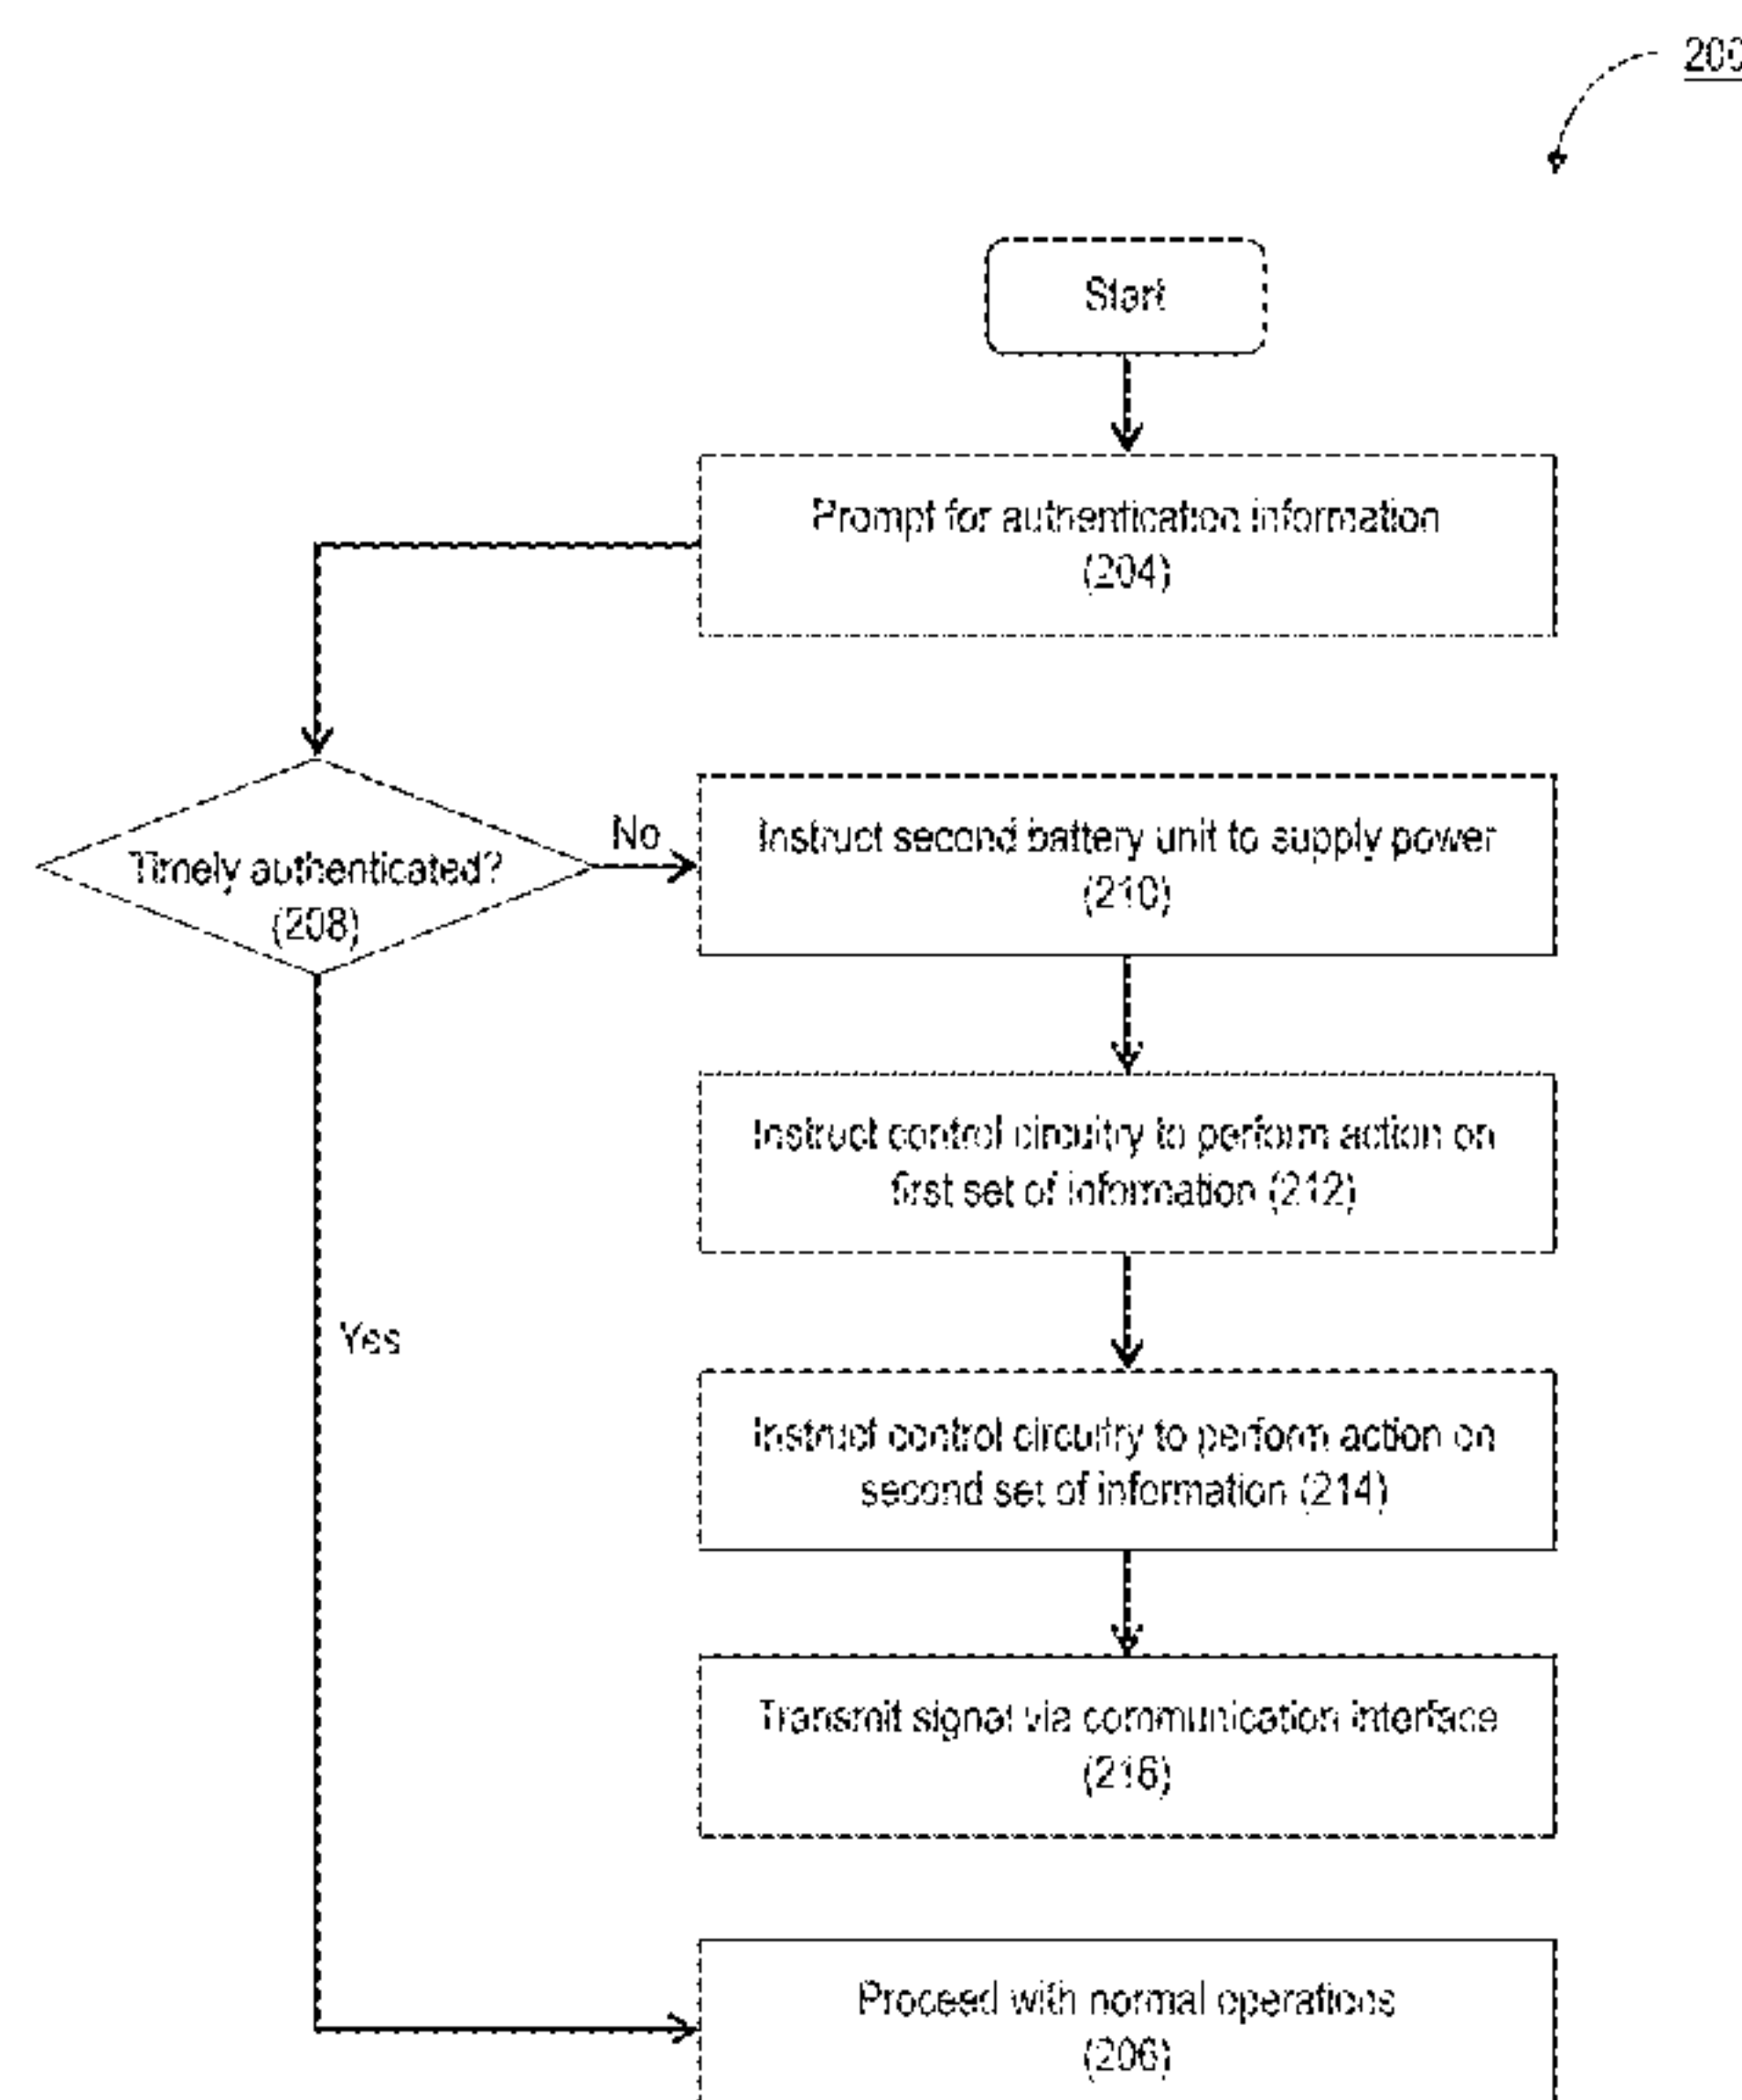 200
Start
Prompt for authentication information
(204)
Timely authenticated?
(208)
No
Instruct second battery unit to supply power
(210)
Instruct control circuitry to perform action on
first set of information (212)
Yes
Instruct control circuitry to perform action on
second set of information (214)
Transmit signal via communication interface
(216)
Proceed with normal operations
(206)